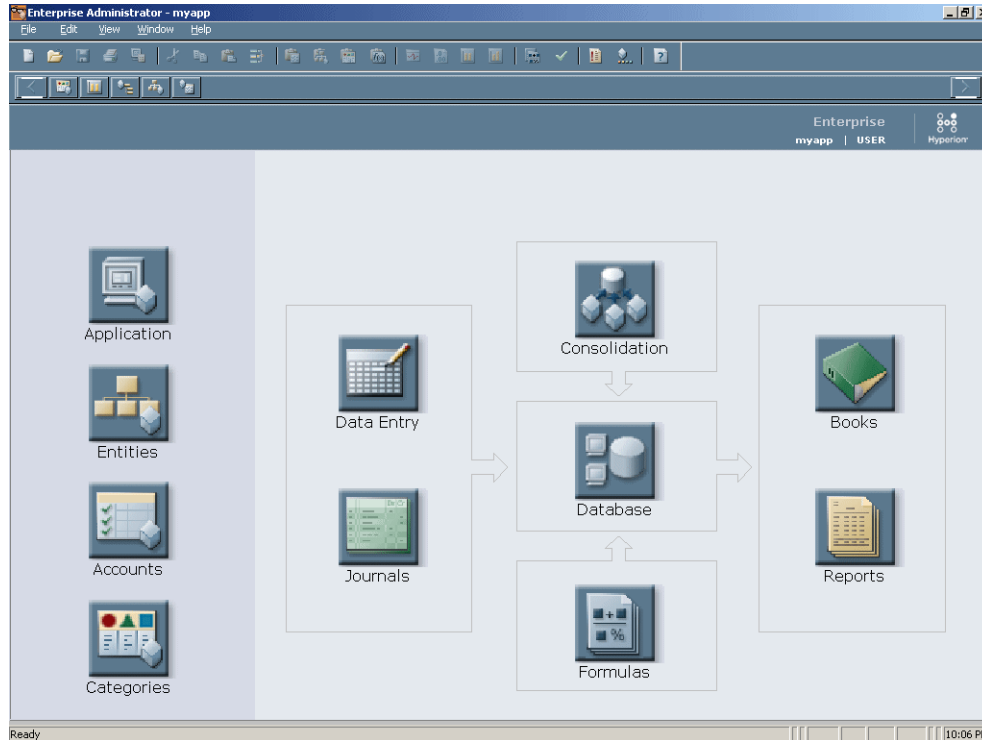 Enterprise Administrator - myapp
File Edit View Window Help
Enterprise
myapp | USER
Hyperion
Application
Entities
Accounts
Categories
Data Entry
Journals
Consolidation
Database
Formulas
Books
Reports
Ready
10:06